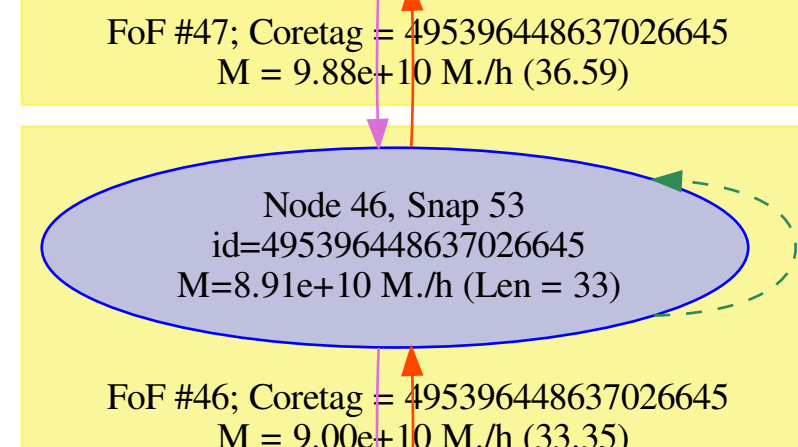 FoF #47; Coretag = 495396448637026645
M = 9.88e+10 M./h (36.59)
Node 46, Snap 53
id=495396448637026645
M=8.91e+10 M./h (Len = 33)
FoF #46; Coretag = 495396448637026645
M = 9.00e+10 M./h (33.35)